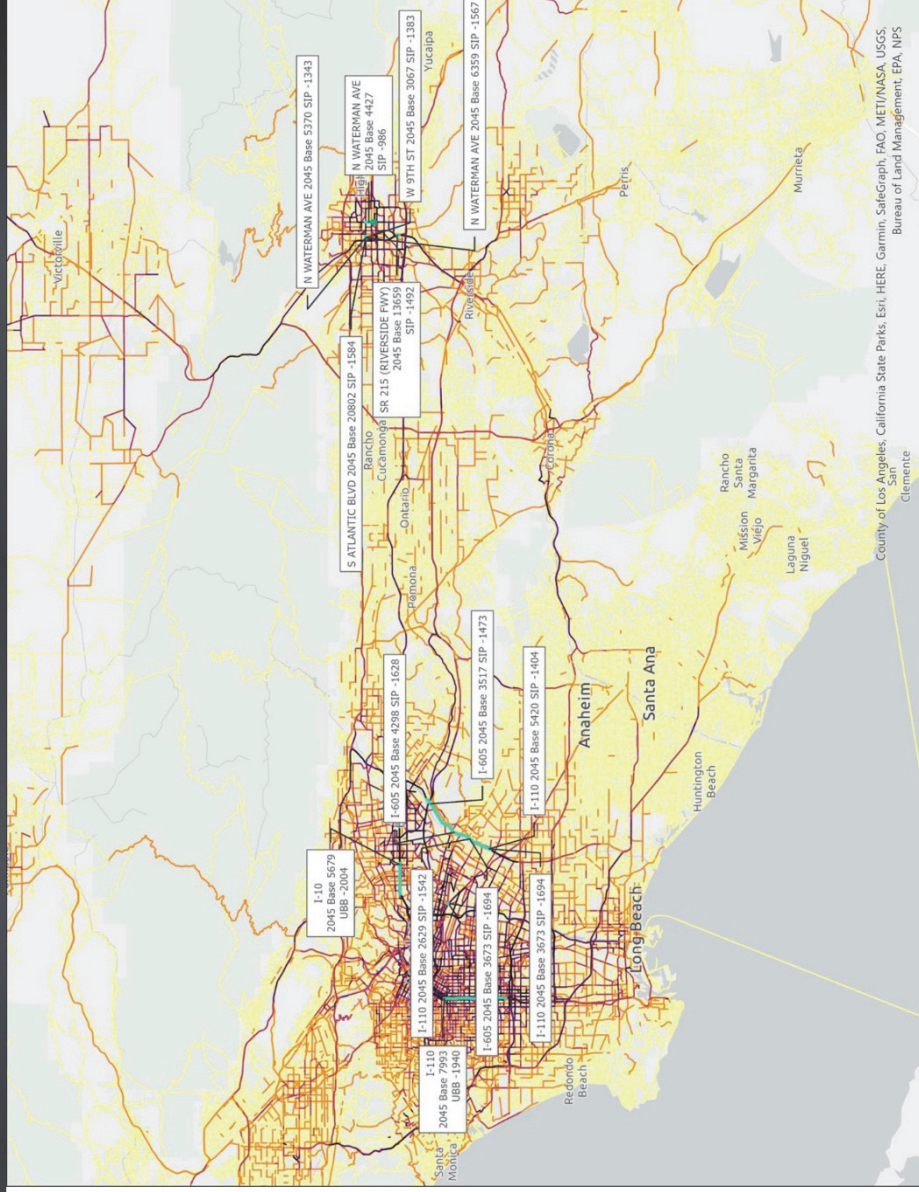 Victorville
N WATERMAN AVE 2045 Base 5370 SIP -1343
N WATERMAN AVE
2045 Base 4427
SIP -986
High
Yucaipa
W 9TH ST 2045 Base 3067 SIP -1383
N WATERMAN AVE 2045 Base 6359 SIP -1567
S ATLANTIC BLVD 2045 Base 20802 SIP -1584
SR 215 (RIVERSIDE FWY)
2045 Base 13659
SIP -1492
Rancho
Cucamonga
Ontario
Pomona
Riverside
Corona
Perris
Murrieta
I-10
2045 Base 5679
UBB -2004
I-605 2045 Base 4298 SIP -1628
I-605 2045 Base 3517 SIP -1473
I-110 2045 Base 5420 SIP -1404
I-110 2045 Base 2629 SIP -1542
I-605 2045 Base 3673 SIP -1694
I-110 2045 Base 3673 SIP -1694
I-110
2045 Base 7993
UBB -1940
Santa
Monica
Redondo
Beach
Long Beach
Anaheim
Santa Ana
Huntington
Beach
Rancho
Santa
Margarita
Mission
Viejo
Laguna
Niguel
San
Clemente
County of Los Angeles, California State Parks, Esri, HERE, Garmin, SafeGraph, FAO, METI/NASA, USGS,
Bureau of Land Management, EPA, NPS